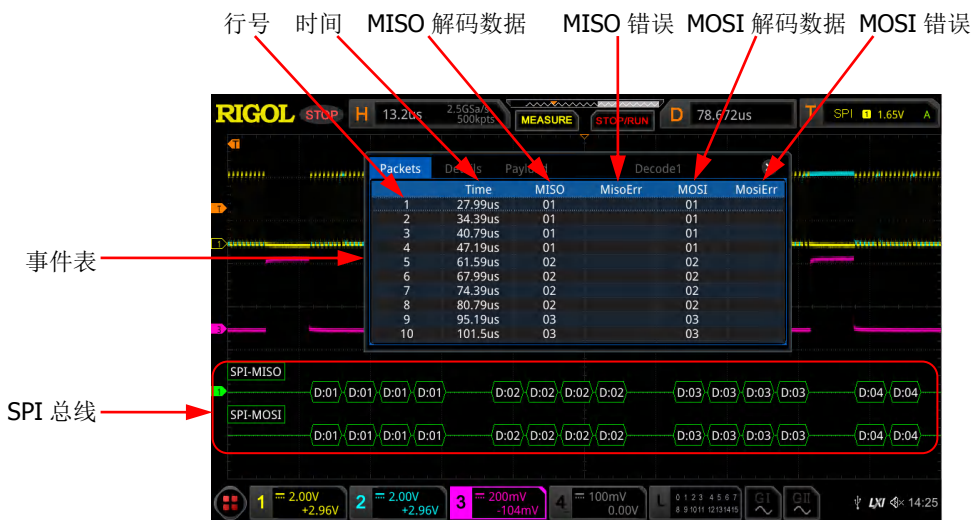 行号 时间 MISO 解码数据 MISO 错误 MOSI 解码数据 MOSI 错误
RIGOL STOP H 13.2us 2.5GSa/s 500kpts MEASURE STOP/RUN D 78.672us T SPI 1 1.65V A
T
Packets Details Payload Decode1
Time MISO MisoErr MOSI MosiErr
1 27.99us 01 01
2 34.39us 01 01
3 40.79us 01 01
4 47.19us 01 01
5 61.59us 02 02
6 67.99us 02 02
7 74.39us 02 02
8 80.79us 02 02
9 95.19us 03 03
10 101.5us 03 03
T
1
3
事件表
SPI-MISO
1 D:01 D:01 D:01 D:01 D:02 D:02 D:02 D:02 D:03 D:03 D:03 D:03 D:04 D:04
SPI 总线
SPI-MOSI
D:01 D:01 D:01 D:01 D:02 D:02 D:02 D:02 D:03 D:03 D:03 D:03 D:04 D:04
1 2.00V +2.96V 2 2.00V +2.96V 3 200mV -104mV 4 100mV 0.00V L 0 1 2 3 4 5 6 7 8 9 10 11 12 13 14 15 GI GII LXI 14:25